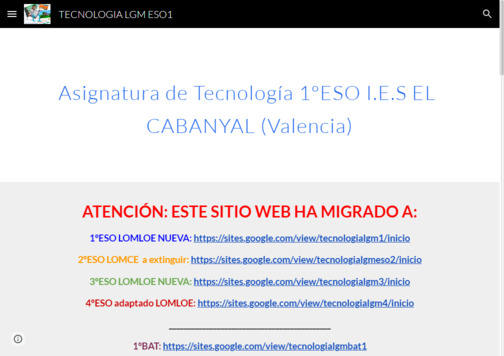 TECNOLOGIA LGM ESO1
Asignatura de Tecnología 1ºESO I.E.S EL
CABANYAL (Valencia)
ATENCIÓN: ESTE SITIO WEB HA MIGRADO A:
1ºESO LOMLOE NUEVA: https://sites.google.com/view/tecnologialgm1/inicio
2ºESO LOMCE a extinguir: https://sites.google.com/view/tecnologialgmeso2/inicio
3ºESO LOMLOE NUEVA: https://sites.google.com/view/tecnologialgm3/inicio
4ºESO adaptado LOMLOE: https://sites.google.com/view/tecnologialgm4/inicio
1ºBAT: https://sites.google.com/view/tecnologialgmbat1